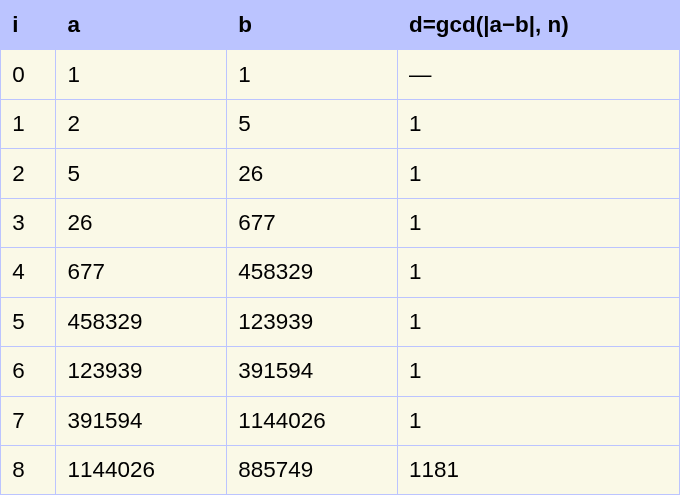 i a b d=gcd(|a−b|, n)
0 1 1 —
1 2 5 1
2 5 26 1
3 26 677 1
4 677 458329 1
5 458329 123939 1
6 123939 391594 1
7 391594 1144026 1
8 1144026 885749 1181